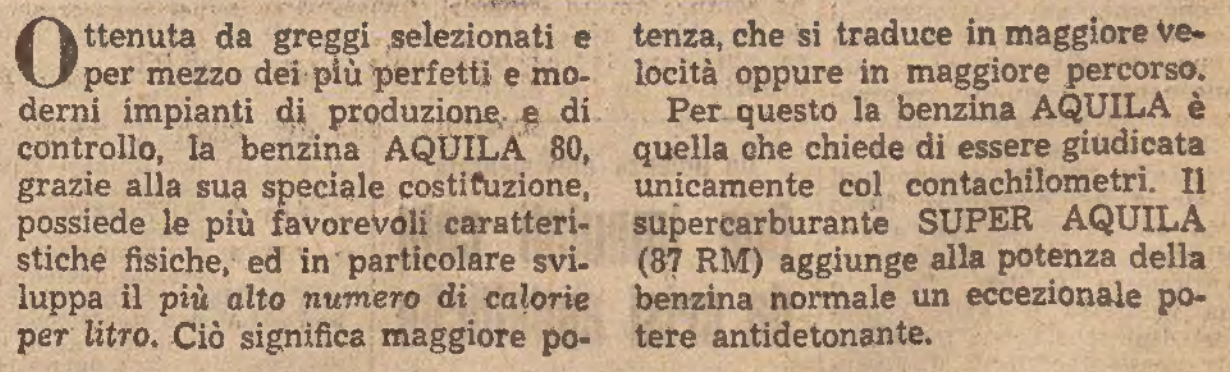 Ottenuta da greggi selezionati e
per mezzo dei più perfetti e mo-
derni impianti di produzione e di
controllo, la benzina AQUILA 80,
grazie alla sua speciale costituzione,
possiede le più favorevoli caratteri-
stiche fisiche, ed in particolare svi-
luppa il più alto numero di calorie
per litro. Ciò significa maggiore po-
tenza, che si traduce in maggiore ve-
locità oppure in maggiore percorso.
Per questo la benzina AQUILA è
quella che chiede di essere giudicata
unicamente col contachilometri. Il
supercarburante SUPER AQUILA
(87 RM) aggiunge alla potenza della
benzina normale un eccezionale po-
tere antidetonante.